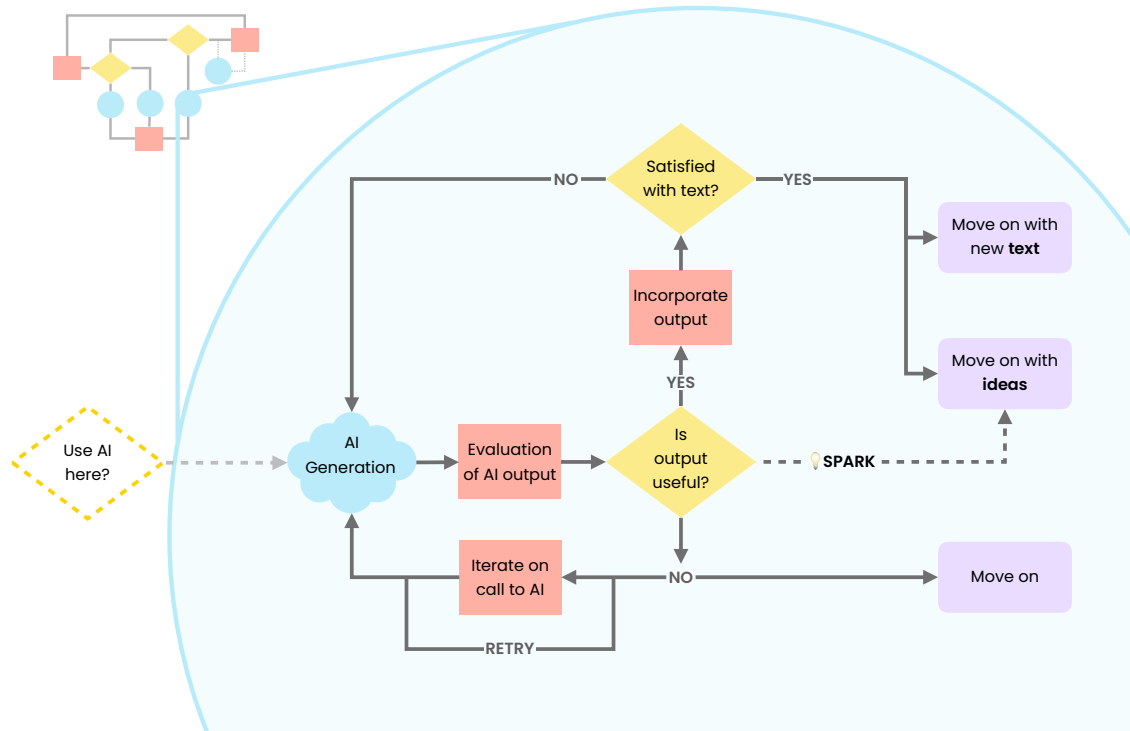 Satisfied
with text?
NO
YES
Move on with
new text
Incorporate
output
Move on with
ideas
YES
Use AI
here?
AI
Generation
Evaluation
of AI output
Is
output
useful?
SPARK
Iterate on
call to AI
NO
Move on
RETRY